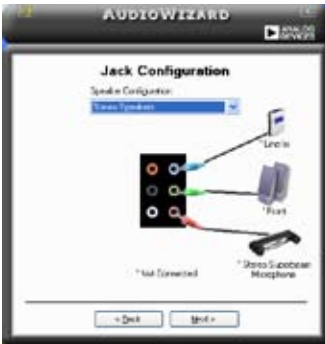 AUDIOWIZARD
ANALOG
DEVICES
Jack Configuration
Speaker Configuration
Stereo Speakers
*Line In
*Front
*Stereo Superbeam
Microphone
*Not Connected
< Back
Next >